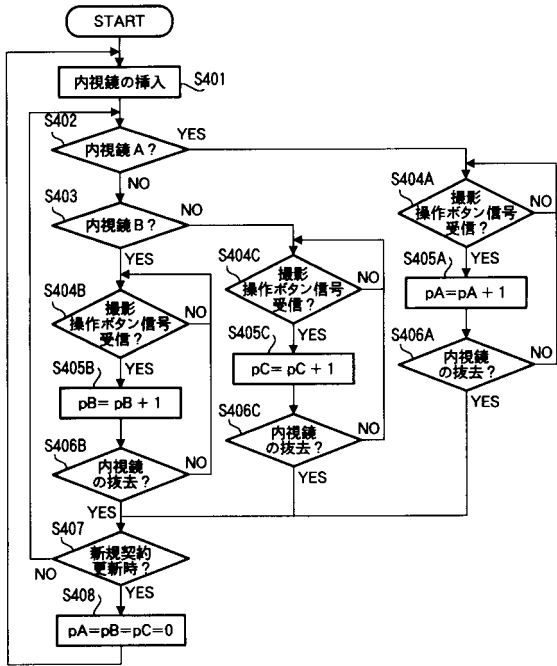 START
内視鏡の挿入
S401
S402
内視鏡A?
YES
NO
S403
内視鏡B?
NO
YES
S404A
撮影
操作ボタン信号
受信?
NO
YES
S405A
pA=pA+1
S406A
内視鏡
の抜去?
NO
YES
S404C
撮影
操作ボタン信号
受信?
NO
YES
S405C
pC=pC+1
S406C
内視鏡
の抜去?
NO
YES
S404B
撮影
操作ボタン信号
受信?
NO
YES
S405B
pB=pB+1
S406B
内視鏡
の抜去?
NO
YES
S407
新規契約
更新時?
NO
YES
S408
pA=pB=pC=0